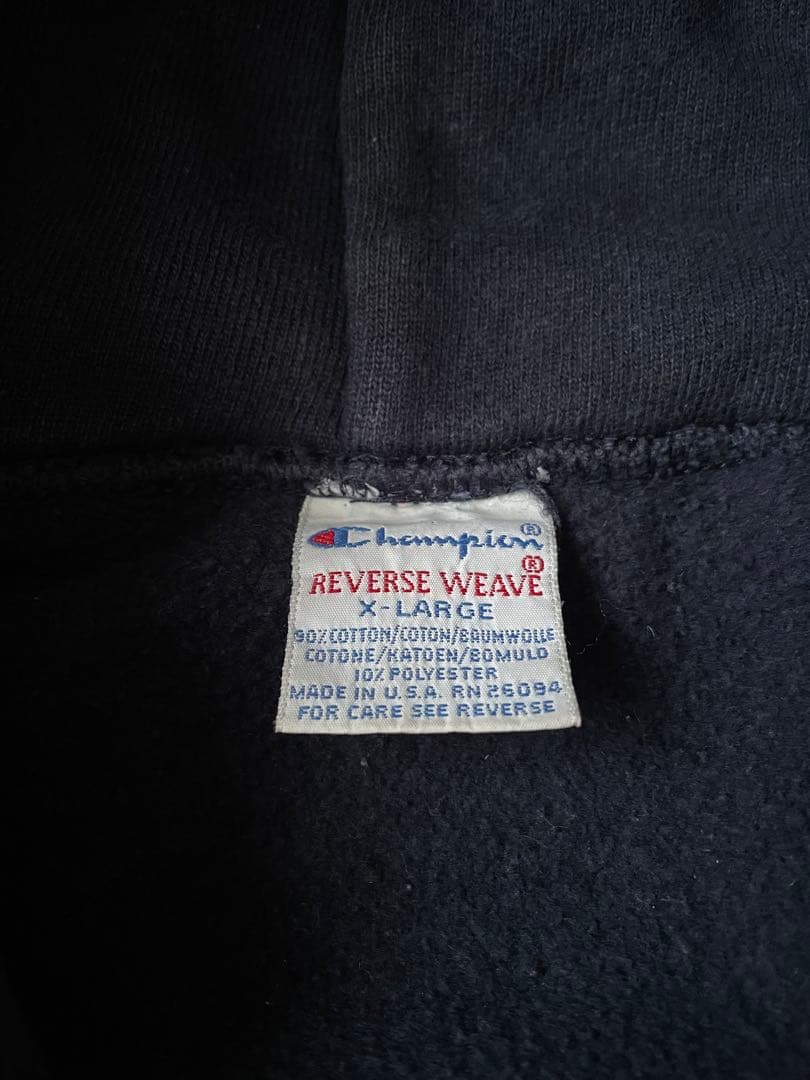 Champion®
REVERSE WEAVE®
X-LARGE
90% COTTON/COTON/BAUMWOLLE
COTONE/KATOEN/BOMULD
10% POLYESTER
MADE IN U.S.A. RN 26094
FOR CARE SEE REVERSE